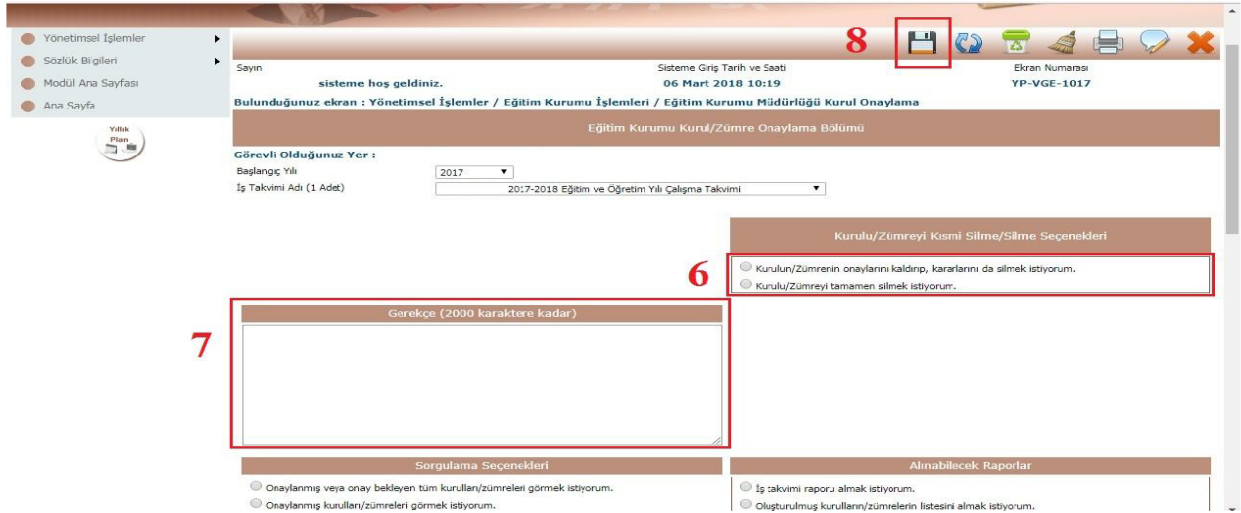 8
Yönetimsel İşlemler
Sözlük Bilgileri
Modül Ana Sayfası
Ana Sayfa
Yıllık
Plan
Sayın
sisteme hoş geldiniz.
Sisteme Giriş Tarih ve Saati
06 Mart 2018 10:19
Ekran Numarası
YP-VGE-1017
Bulunduğunuz ekran : Yönetimsel İşlemler / Eğitim Kurumu İşlemleri / Eğitim Kurumu Müdürlüğü Kurul Onaylama
Eğitim Kurumu Kurul/Zümre Onaylama Bölümü
Görevli Olduğunuz Yer :
Başlangıç Yılı
2017
İş Takvimi Adı (1 Adet)
2017-2018 Eğitim ve Öğretim Yılı Çalışma Takvimi
Kurulu/Zümreyi Kısmi Silme/Silme Seçenekleri
6
Kurulun/Zümrenin onaylarını kaldırıp, kararlarını da silmek istiyorum.
Kurulu/Zümreyi tamamen silmek istiyorum.
7
Gerekçe (2000 karaktere kadar)
Sorgulama Seçenekleri
Onaylanmış veya onay bekleyen tüm kurulları/zümreleri görmek istiyorum.
Onaylanmış kurulları/zümreleri görmek istiyorum.
Alınabilecek Raporlar
İş takvimi raporu almak istiyorum.
Oluşturulmuş kurulların/zümrelerin listesini almak istiyorum.